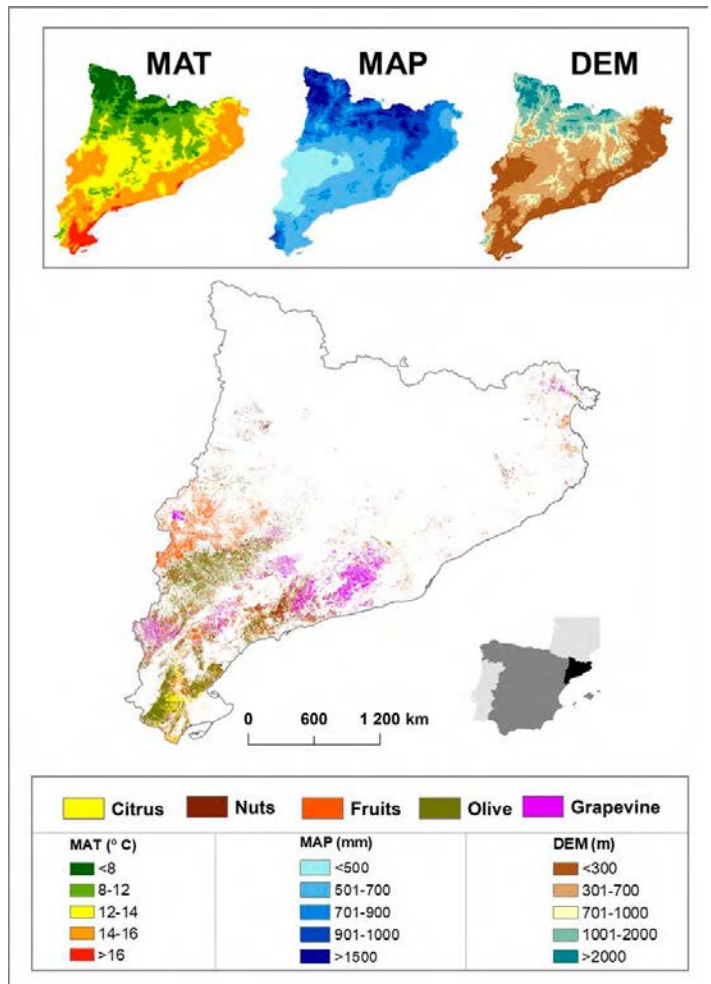 MAT MAP DEM
0 600 1 200 km
Citrus Nuts Fruits Olive Grapevine
MAT (º C) MAP (mm) DEM (m)
<8 <500 <300
8-12 501-700 301-700
12-14 701-900 701-1000
14-16 901-1000 1001-2000
>16 >1500 >2000